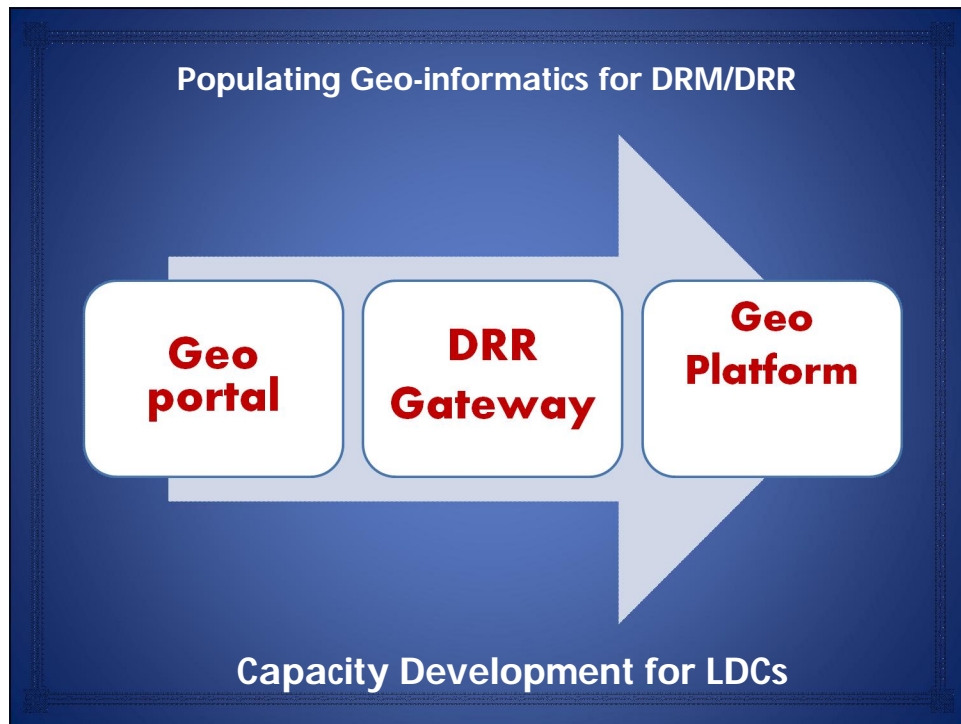 Populating Geo-informatics for DRM/DRR
Geo
portal
DRR
Gateway
Geo
Platform
Capacity Development for LDCs